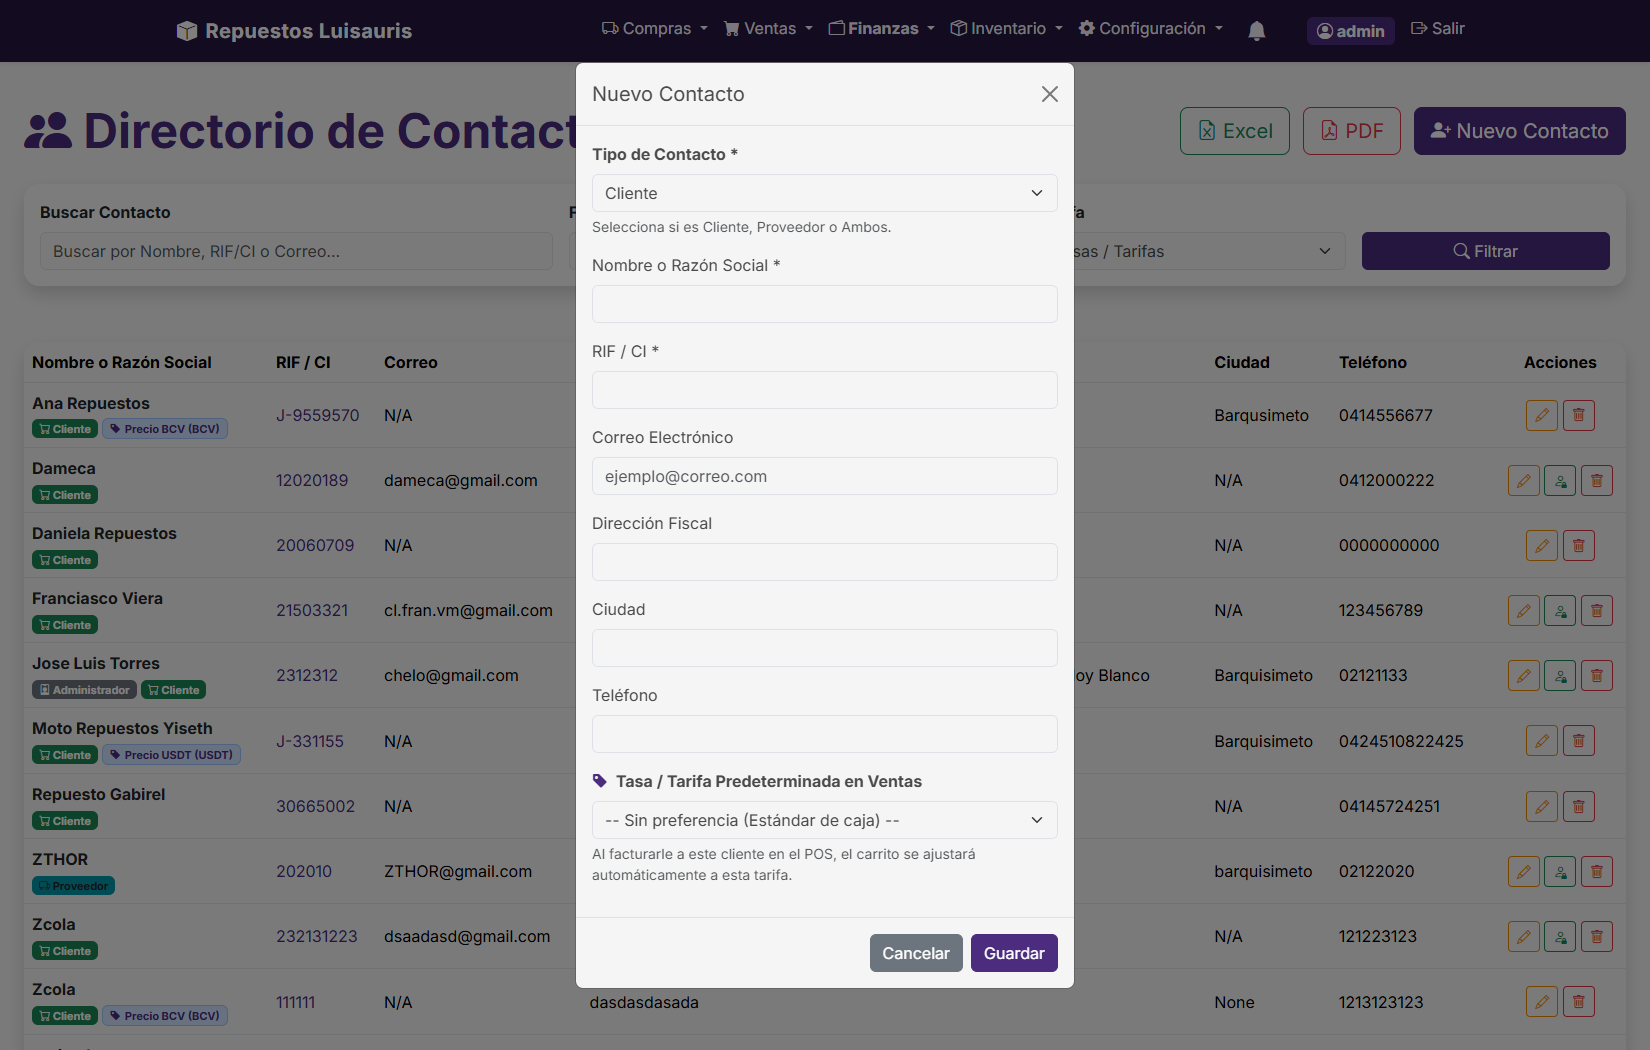 Repuestos Luisauris
Compras
Ventas
Finanzas
Inventario
Configuración
admin
Salir
Directorio de Contact
Excel
PDF
Nuevo Contacto
Buscar Contacto
Buscar por Nombre, RIF/CI o Correo...
F
fa
sas / Tarifas
Filtrar
Nombre o Razón Social
RIF / CI
Correo
Ciudad
Teléfono
Acciones
Ana Repuestos
Cliente
Precio BCV (BCV)
J-9559570
N/A
Barqusimeto
0414556677
Dameca
Cliente
12020189
dameca@gmail.com
N/A
0412000222
Daniela Repuestos
Cliente
20060709
N/A
N/A
0000000000
Franciasco Viera
Cliente
21503321
cl.fran.vm@gmail.com
N/A
123456789
Jose Luis Torres
Administrador
Cliente
2312312
chelo@gmail.com
oy Blanco
Barquisimeto
02121133
Moto Repuestos Yiseth
Cliente
Precio USDT (USDT)
J-331155
N/A
Barquisimeto
0424510822425
Repuesto Gabirel
Cliente
30665002
N/A
N/A
04145724251
ZTHOR
Proveedor
202010
ZTHOR@gmail.com
barquisimeto
02122020
Zcola
Cliente
232131223
dsaadasd@gmail.com
N/A
121223123
Zcola
Cliente
Precio BCV (BCV)
111111
N/A
dasdasdasada
None
1213123123
Nuevo Contacto
Tipo de Contacto *
Cliente
Selecciona si es Cliente, Proveedor o Ambos.
Nombre o Razón Social *
RIF / CI *
Correo Electrónico
ejemplo@correo.com
Dirección Fiscal
Ciudad
Teléfono
Tasa / Tarifa Predeterminada en Ventas
-- Sin preferencia (Estándar de caja) --
Al facturarle a este cliente en el POS, el carrito se ajustará
automáticamente a esta tarifa.
Cancelar
Guardar